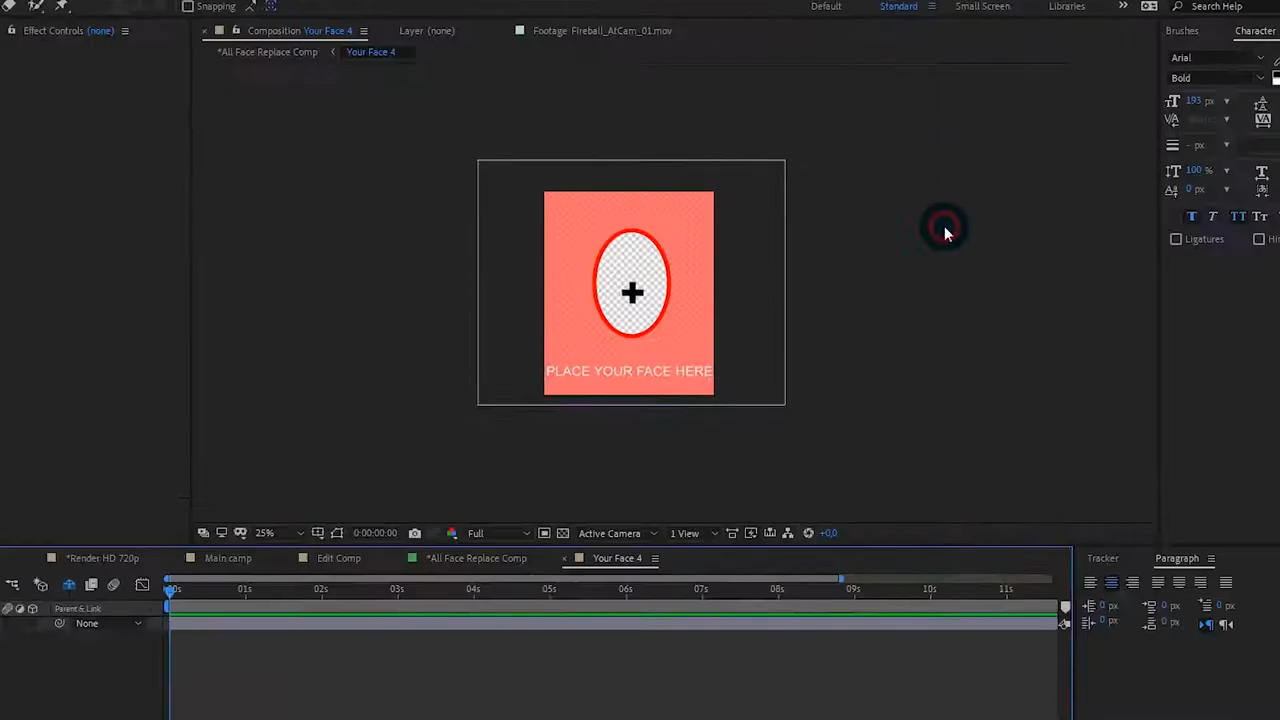 Snapping
Default
Standard
Small Screen
Libraries
Search Help
Effect Controls (none)
Composition Your Face 4
Layer (none)
Footage Fireball_AtCam_01.mov
Brushes
Character
*All Face Replace Comp
Your Face 4
Arial
Bold
193 px
- px
100 %
0 px
T T TT Tr
Ligatures
PLACE YOUR FACE HERE
25%
0:00:00:00
Full
Active Camera
1 View
+0,0
*Render HD 720p
Main camp
Edit Comp
*All Face Replace Comp
Your Face 4
Tracker
Paragraph
00s
01s
02s
03s
04s
05s
06s
07s
08s
09s
10s
11s
Parent & Link
0 px
0 px
0 px
None
0 px
0 px